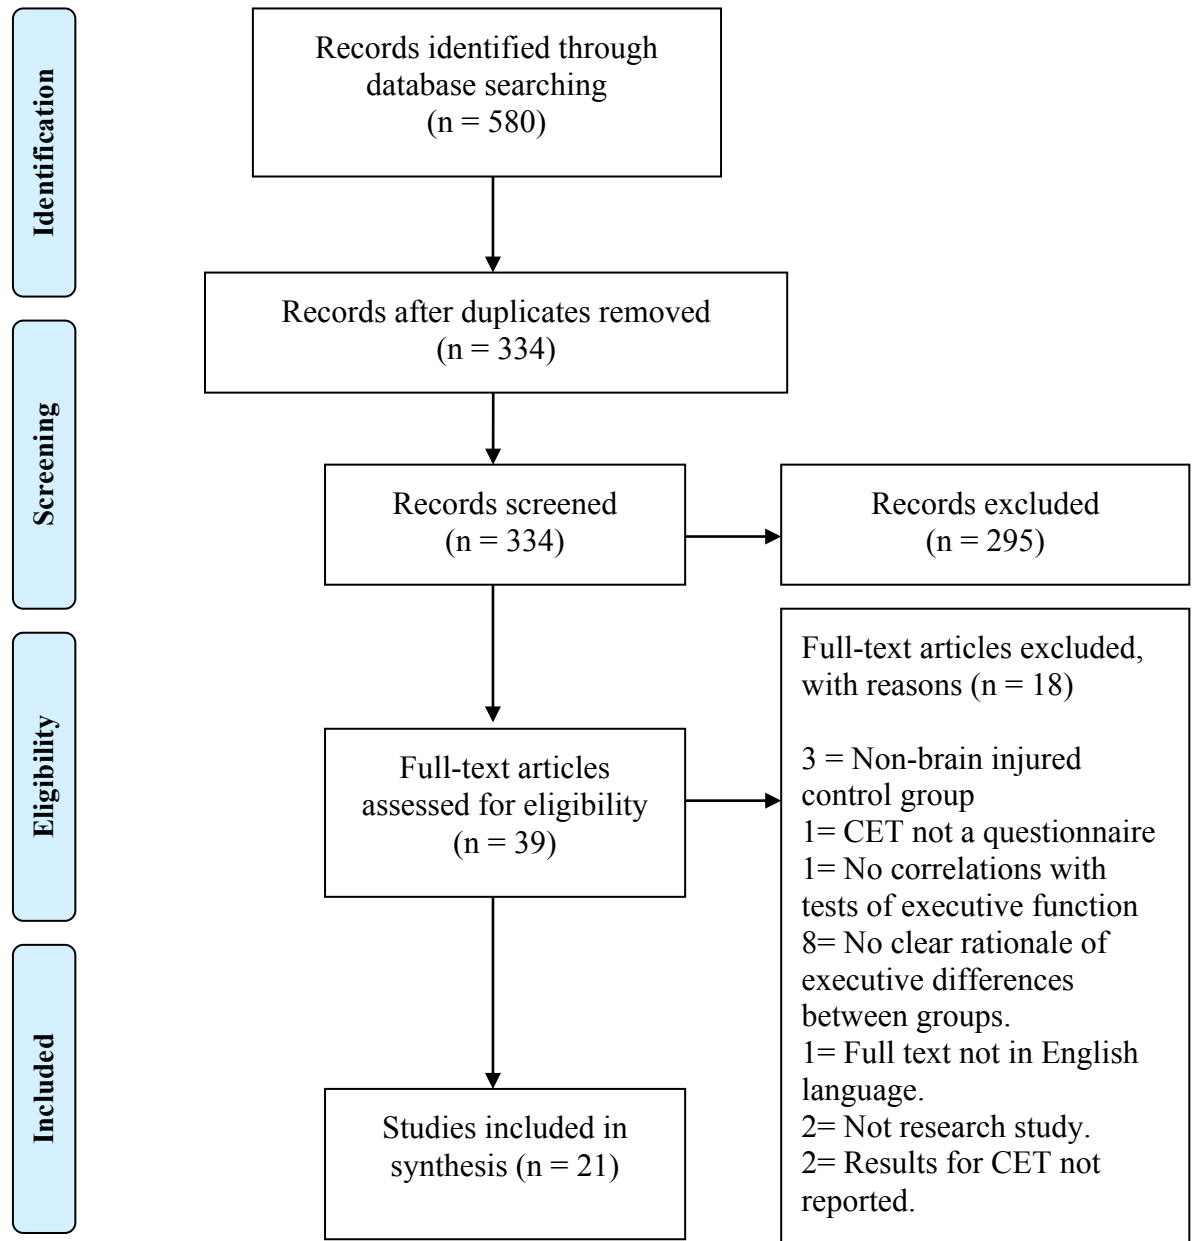 Identification
Records identified through
database searching
(n = 580)
Records after duplicates removed
(n = 334)
Screening
Records screened
(n = 334)
Records excluded
(n = 295)
Eligibility
Full-text articles
assessed for eligibility
(n = 39)
Full-text articles excluded,
with reasons (n = 18)
3 = Non-brain injured
control group
1= CET not a questionnaire
1= No correlations with
tests of executive function
8= No clear rationale of
executive differences
between groups.
1= Full text not in English
language.
2= Not research study.
2= Results for CET not
reported.
Included
Studies included in
synthesis (n = 21)